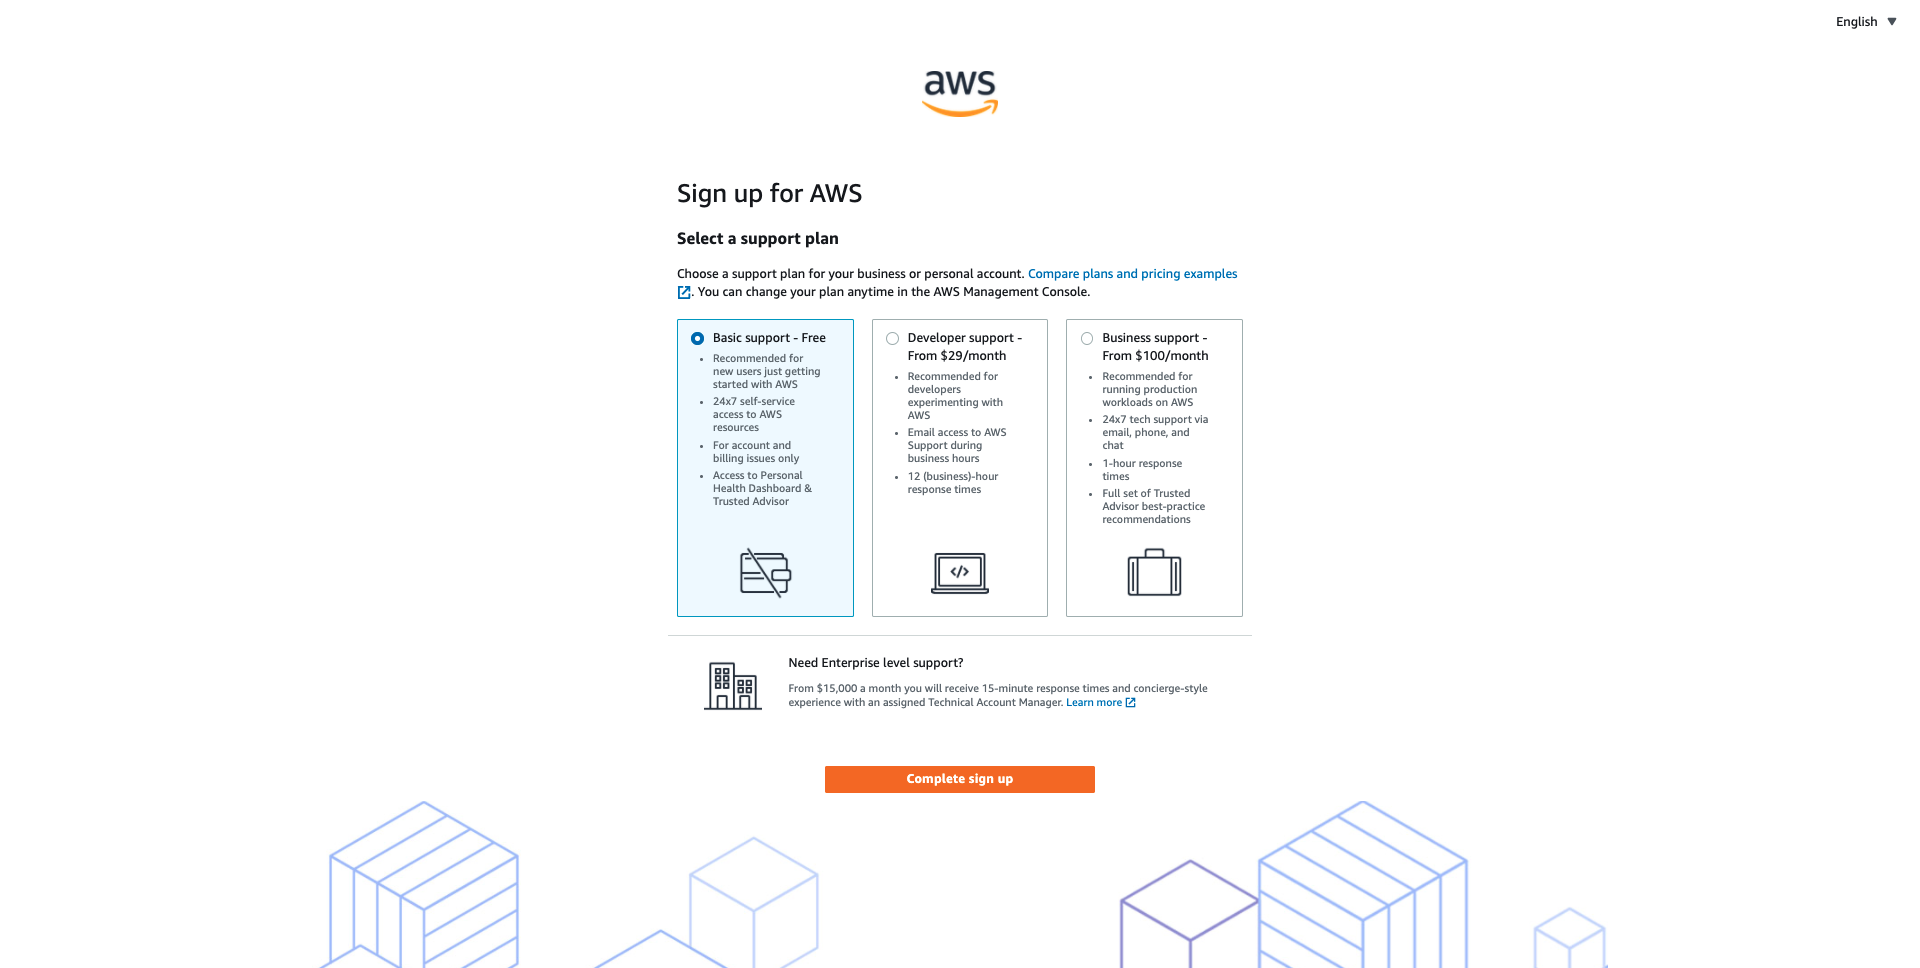 English
aws
Sign up for AWS
Select a support plan
Choose a support plan for your business or personal account. Compare plans and pricing examples
. You can change your plan anytime in the AWS Management Console.
Basic support - Free
• Recommended for
new users just getting
started with AWS
• 24x7 self-service
access to AWS
resources
• For account and
billing issues only
• Access to Personal
Health Dashboard &
Trusted Advisor
Developer support -
From $29/month
• Recommended for
developers
experimenting with
AWS
• Email access to AWS
Support during
business hours
• 12 (business)-hour
response times
</>
Business support -
From $100/month
• Recommended for
running production
workloads on AWS
• 24x7 tech support via
email, phone, and
chat
• 1-hour response
times
• Full set of Trusted
Advisor best-practice
recommendations
Need Enterprise level support?
From $15,000 a month you will receive 15-minute response times and concierge-style
experience with an assigned Technical Account Manager. Learn more
Complete sign up